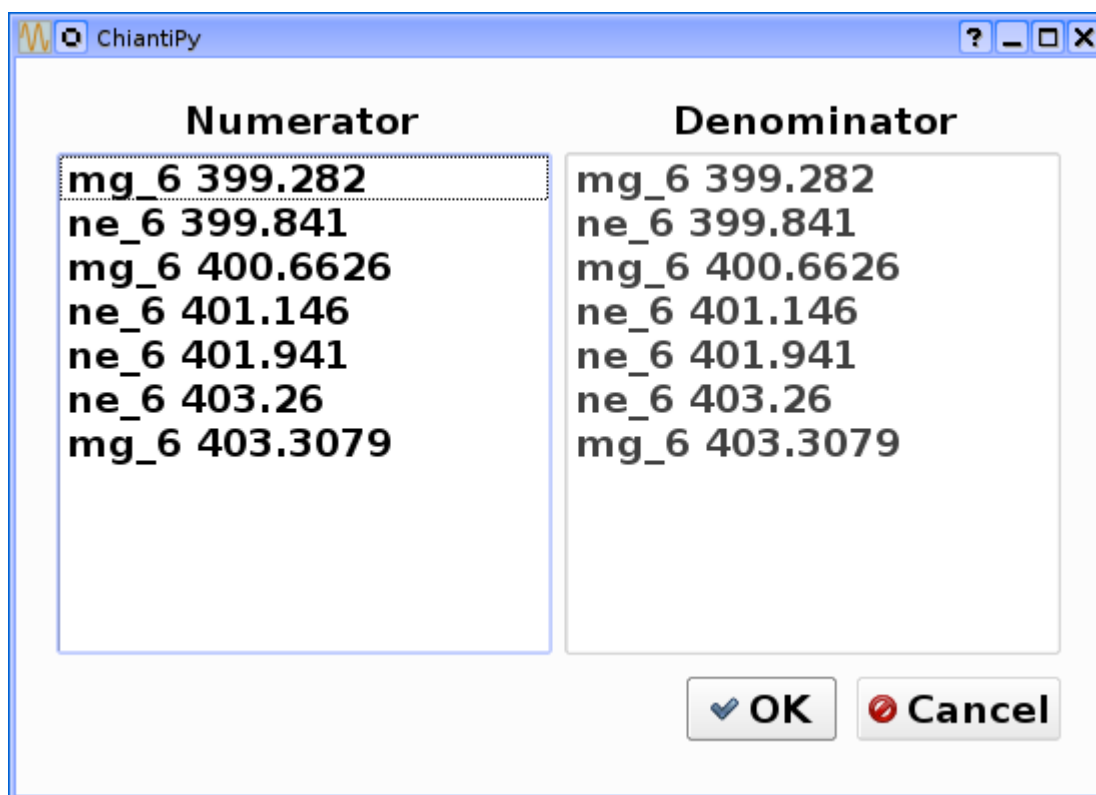 ChiantiPy
Numerator
mg_6 399.282
ne_6 399.841
mg_6 400.6626
ne_6 401.146
ne_6 401.941
ne_6 403.26
mg_6 403.3079
Denominator
mg_6 399.282
ne_6 399.841
mg_6 400.6626
ne_6 401.146
ne_6 401.941
ne_6 403.26
mg_6 403.3079
OK
Cancel